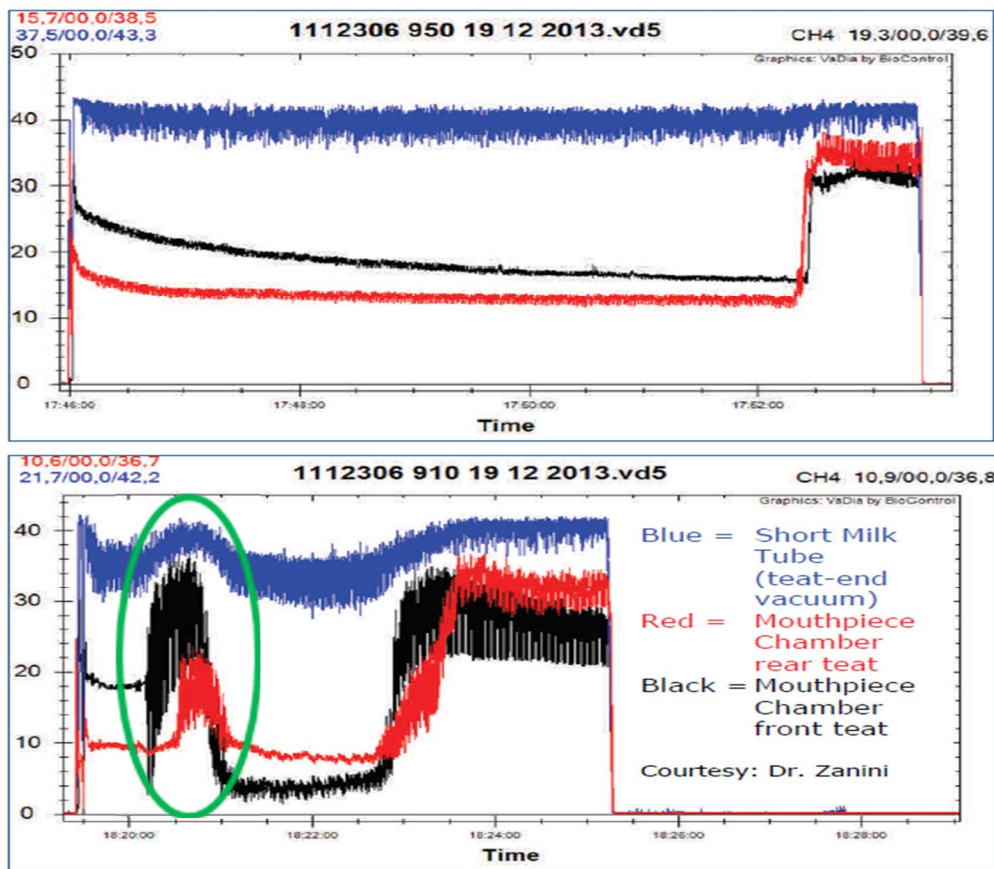 15,7/00,0/38,5
37,5/00,0/43,3
1112306 950 19 12 2013.vd5
CH4 19,3/00,0/39,6
Graphics: VaDia by BioControl
50
40
30
20
10
0
17:46:00
17:48:00
17:50:00
17:52:00
Time
10,6/00,0/36,7
21,7/00,0/42,2
1112306 910 19 12 2013.vd5
CH4 10,9/00,0/36,8
Graphics: VaDia by BioControl
40
30
20
10
0
Blue = Short Milk
Tube
(teat-end
vacuum)
Red = Mouthpiece
Chamber
rear teat
Black = Mouthpiece
Chamber
front teat
Courtesy: Dr. Zanini
18:20:00
18:22:00
18:24:00
18:26:00
18:28:00
Time